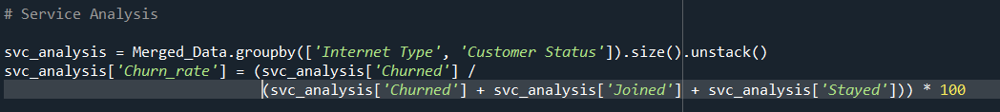 # Service Analysis
svc_analysis = Merged_Data.groupby(['Internet Type', 'Customer Status']).size().unstack()
svc_analysis['Churn_rate'] = (svc_analysis['Churned'] /
(svc_analysis['Churned'] + svc_analysis['Joined'] + svc_analysis['Stayed'])) * 100